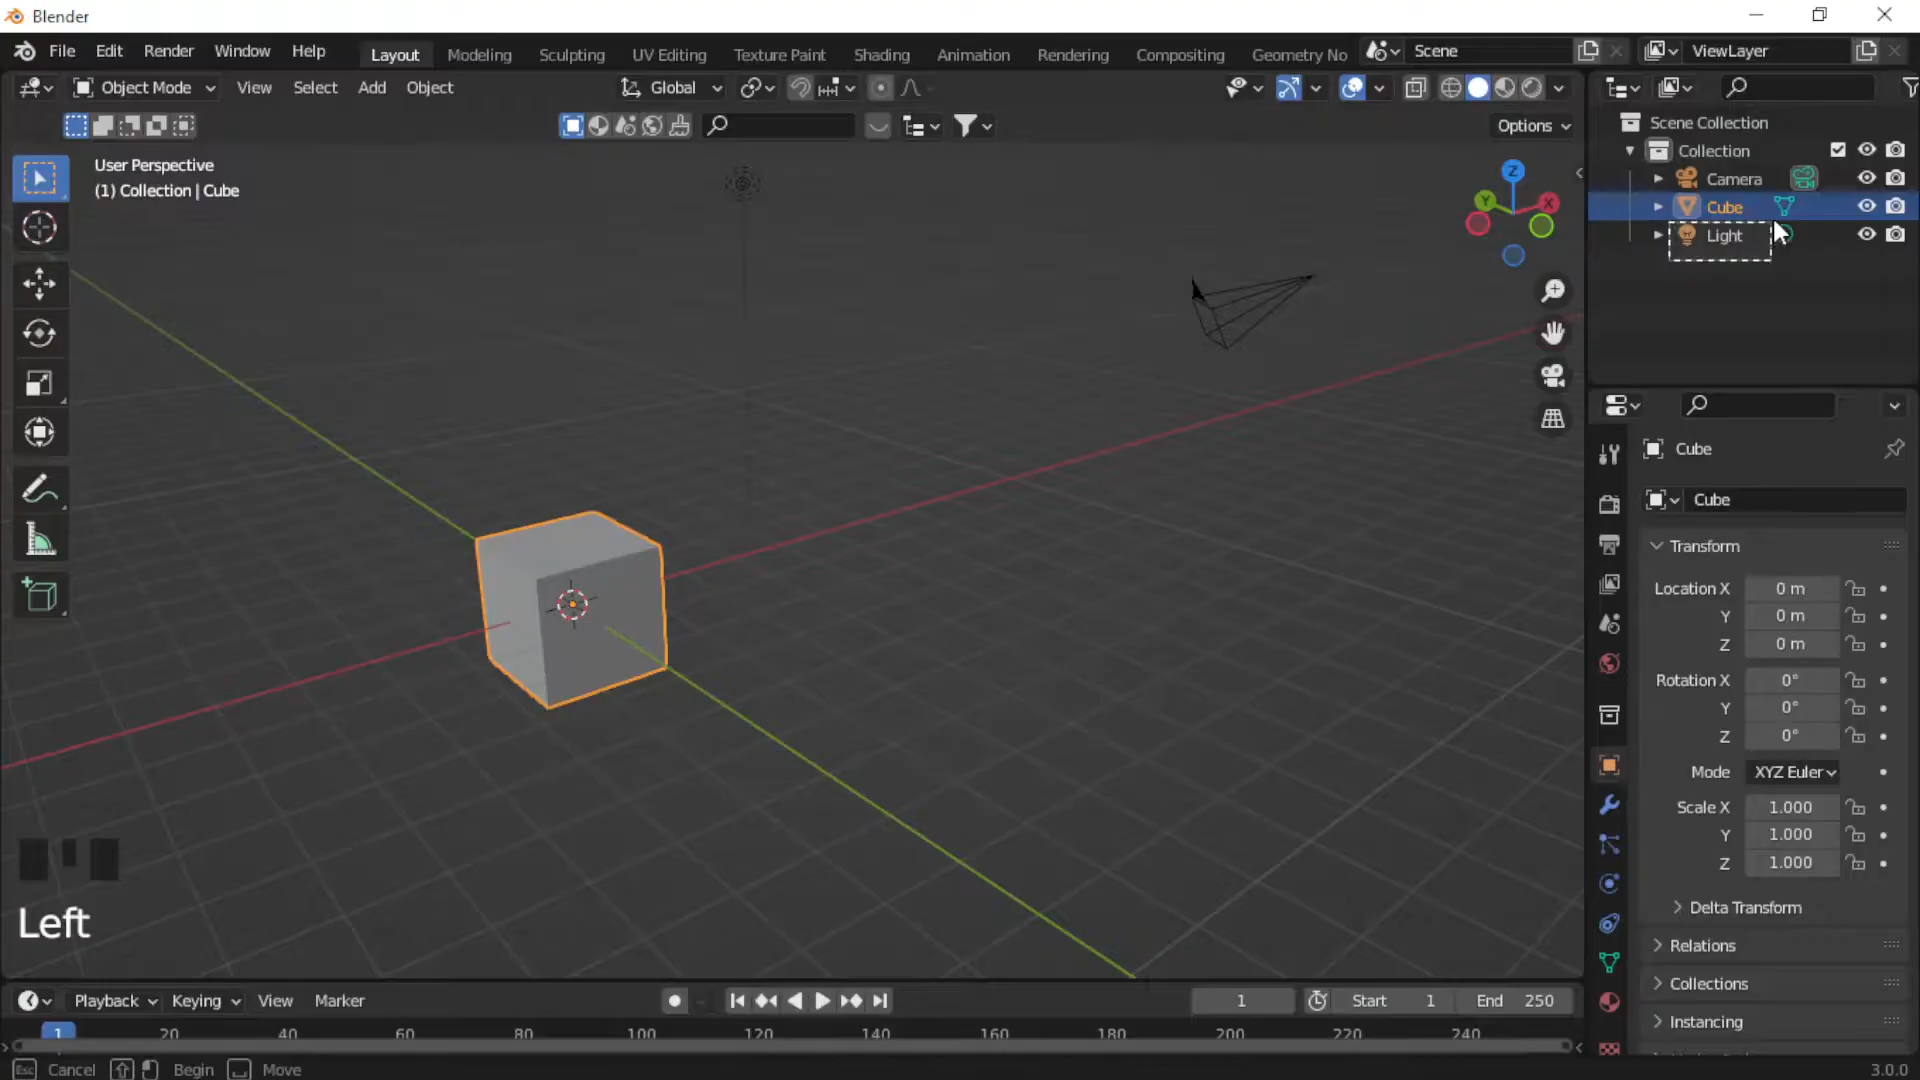 Blender
File Edit Render Window Help Layout Modeling Sculpting UV Editing Texture Paint Shading Animation Rendering Compositing Geometry No Scene ViewLayer
Object Mode View Select Add Object Global
Options
User Perspective
(1) Collection | Cube
Z
Y
X
Scene Collection
Collection
Camera
Cube
Light
Cube
Cube
Transform
Location X 0 m
Y 0 m
Z 0 m
Rotation X 0°
Y 0°
Z 0°
Mode XYZ Euler
Scale X 1.000
Y 1.000
Z 1.000
Delta Transform
Relations
Collections
Instancing
Left
Playback Keying View Marker 1 Start 1 End 250
1 20 40 60 80 100 120 140 160 180 200 220 240
Esc Cancel Begin Move 3.0.0